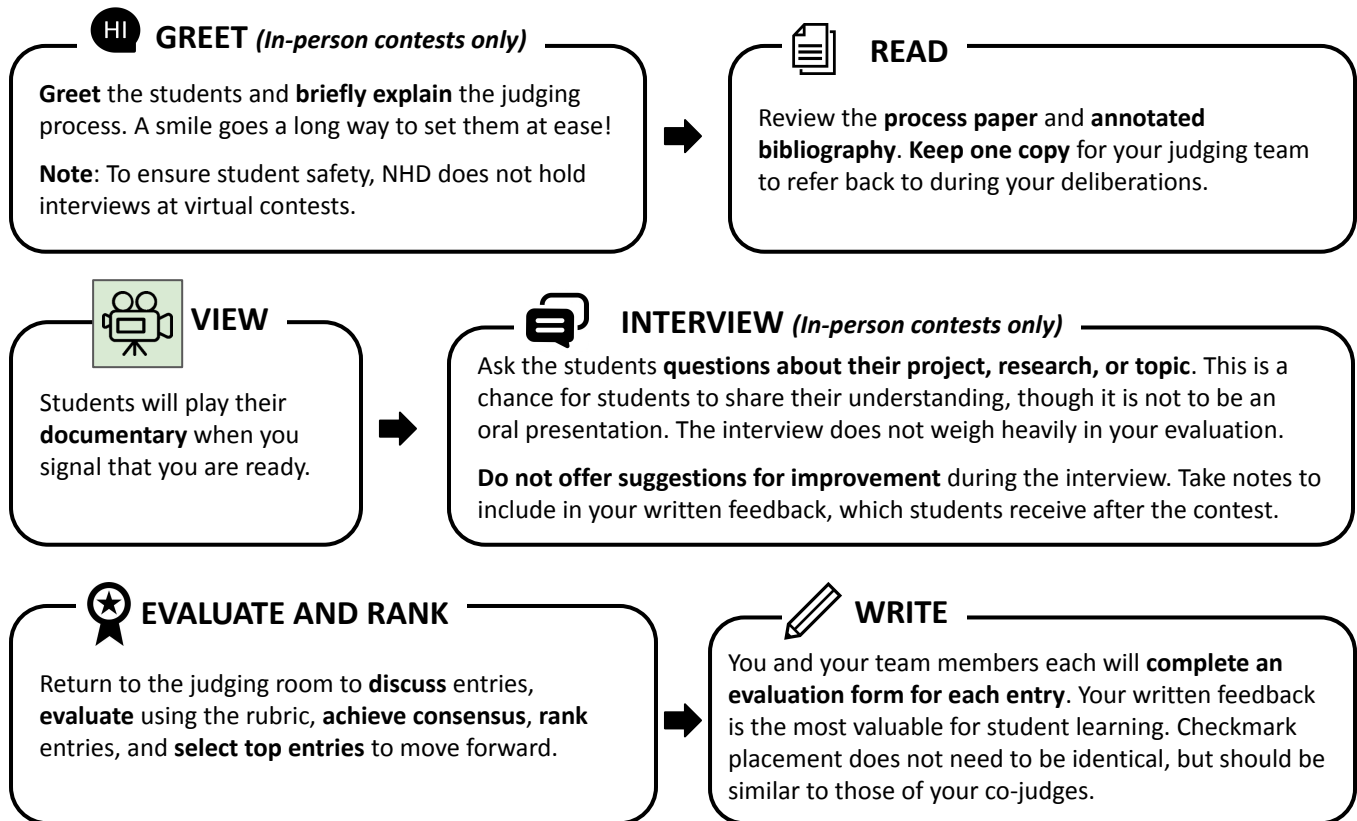 HI
GREET (In-person contests only)
Greet the students and briefly explain the judging
process. A smile goes a long way to set them at ease!
Note: To ensure student safety, NHD does not hold
interviews at virtual contests.
READ
Review the process paper and annotated
bibliography. Keep one copy for your judging team
to refer back to during your deliberations.
VIEW
Students will play their
documentary when you
signal that you are ready.
INTERVIEW (In-person contests only)
Ask the students questions about their project, research, or topic. This is a
chance for students to share their understanding, though it is not to be an
oral presentation. The interview does not weigh heavily in your evaluation.
Do not offer suggestions for improvement during the interview. Take notes to
include in your written feedback, which students receive after the contest.
EVALUATE AND RANK
Return to the judging room to discuss entries,
evaluate using the rubric, achieve consensus, rank
entries, and select top entries to move forward.
WRITE
You and your team members each will complete an
evaluation form for each entry. Your written feedback
is the most valuable for student learning. Checkmark
placement does not need to be identical, but should be
similar to those of your co-judges.